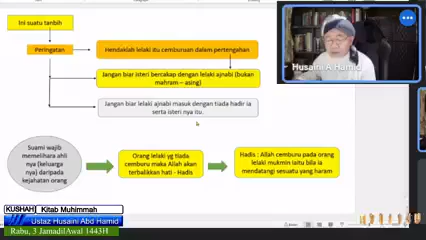 Ini suatu tanbih
Peringatan
Hendaklah lelaki itu cemburuan dalam pertengahan
Jangan biar isteri bercakap dengan lelaki ajnabi (bukan
mahram – asing)
Jangan biar lelaki ajnabi masuk dengan tiada hadir ia
serta isteri nya itu.
Suami wajib
memelihara ahli
nya (keluarga
nya) daripada
kejahatan orang
Orang lelaki yg tiada
cemburu maka Allah akan
terbalikkan hati - Hadis
Hadis : Allah cemburu pada orang
lelaki mukmin iaitu bila ia
mendatangi sesuatu yang haram
Husaini A Hamid
KUSHAH Kitab Muhimmah
Ustaz Husaini Abd Hamid
Rabu, 3 JamadilAwal 1443H